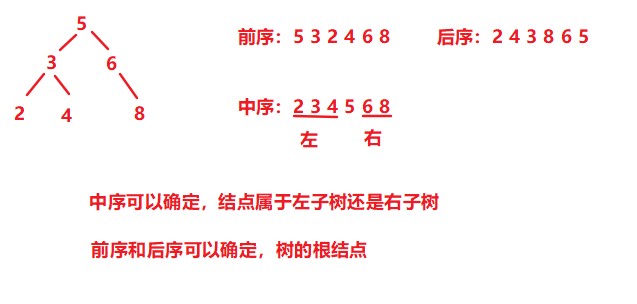 5
3 6
2 4 8
前序：5 3 2 4 6 8 后序：2 4 3 8 6 5
中序：2 3 4 5 6 8
左 右
中序可以确定，结点属于左子树还是右子树
前序和后序可以确定，树的根结点